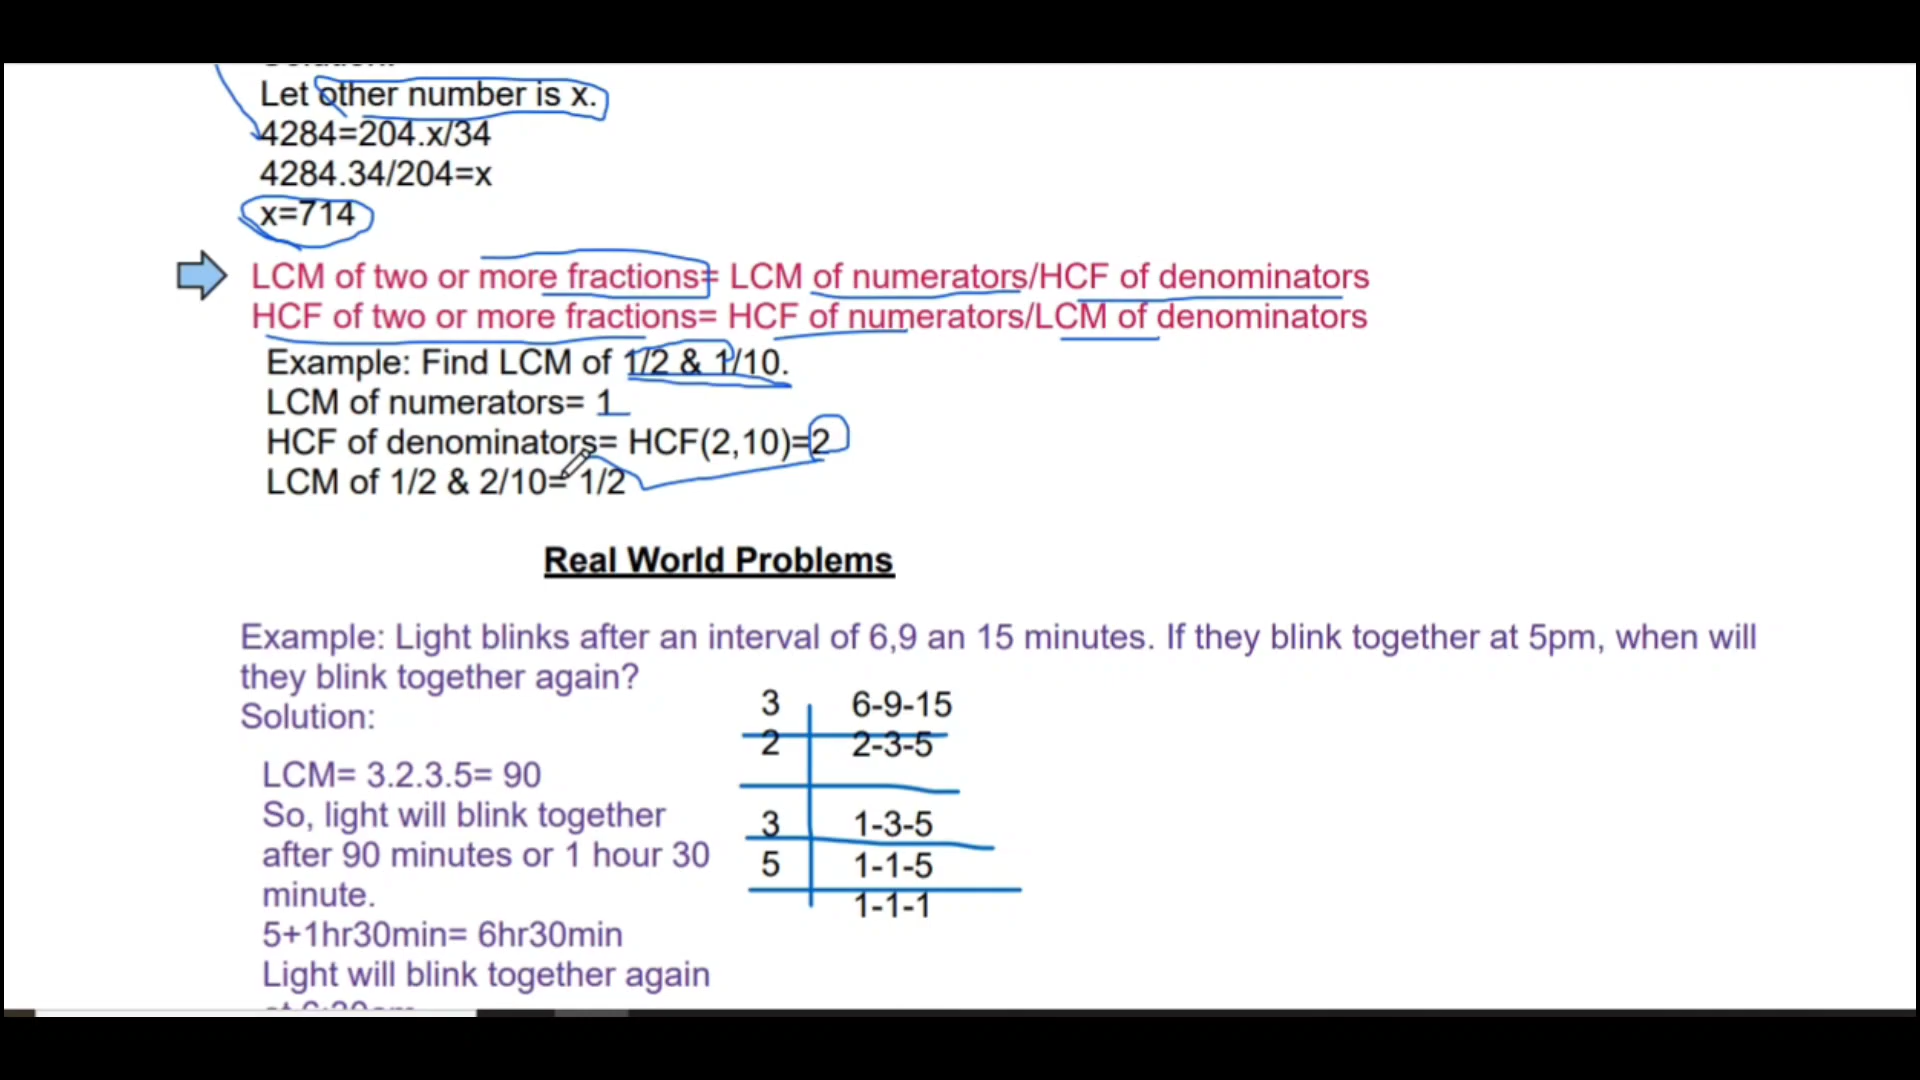 Let other number is x.
4284=204.x/34
4284.34/204=x
x=714
LCM of two or more fractions= LCM of numerators/HCF of denominators
HCF of two or more fractions= HCF of numerators/LCM of denominators
Example: Find LCM of 1/2 & 1/10.
LCM of numerators= 1
HCF of denominators= HCF(2,10)=2
LCM of 1/2 & 2/10= 1/2
Real World Problems
Example: Light blinks after an interval of 6,9 an 15 minutes. If they blink together at 5pm, when will
they blink together again?
Solution:
LCM= 3.2.3.5= 90
So, light will blink together
after 90 minutes or 1 hour 30
minute.
5+1hr30min= 6hr30min
Light will blink together again
3 6-9-15
2 2-3-5
3 1-3-5
5 1-1-5
1-1-1